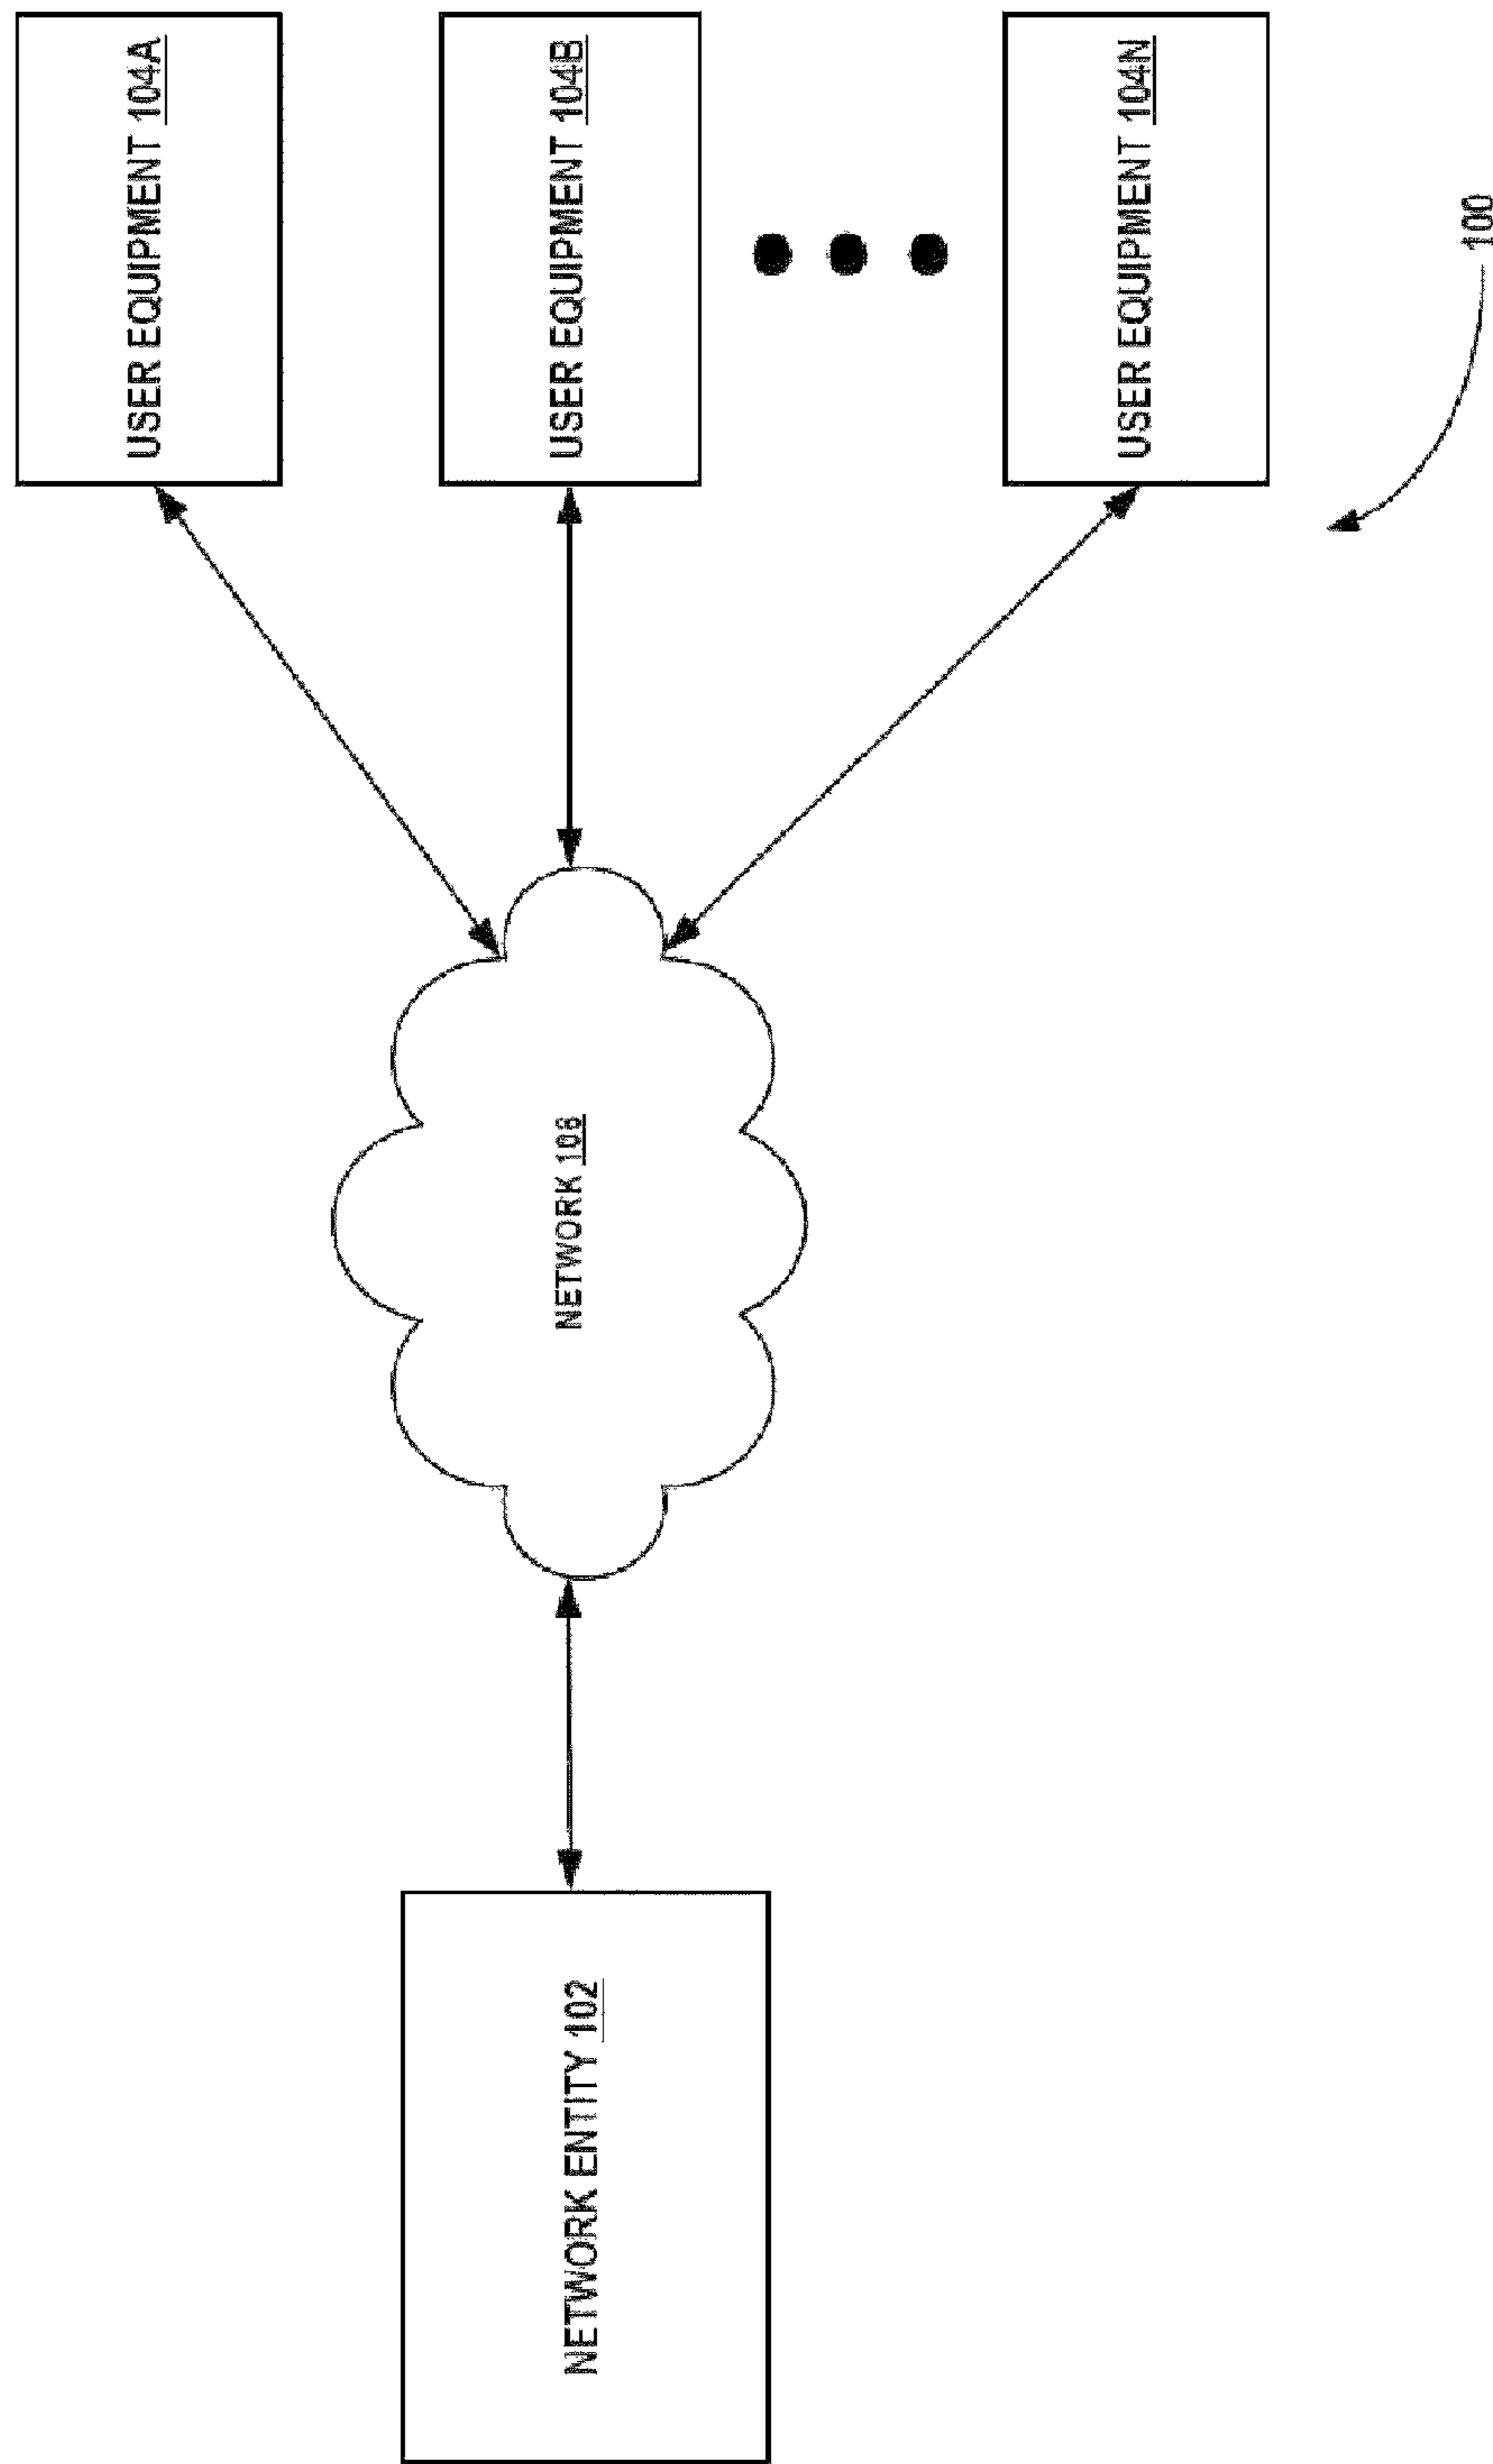 USER EQUIPMENT 104A
USER EQUIPMENT 104B
USER EQUIPMENT 104N
NETWORK 108
NETWORK ENTITY 102
100